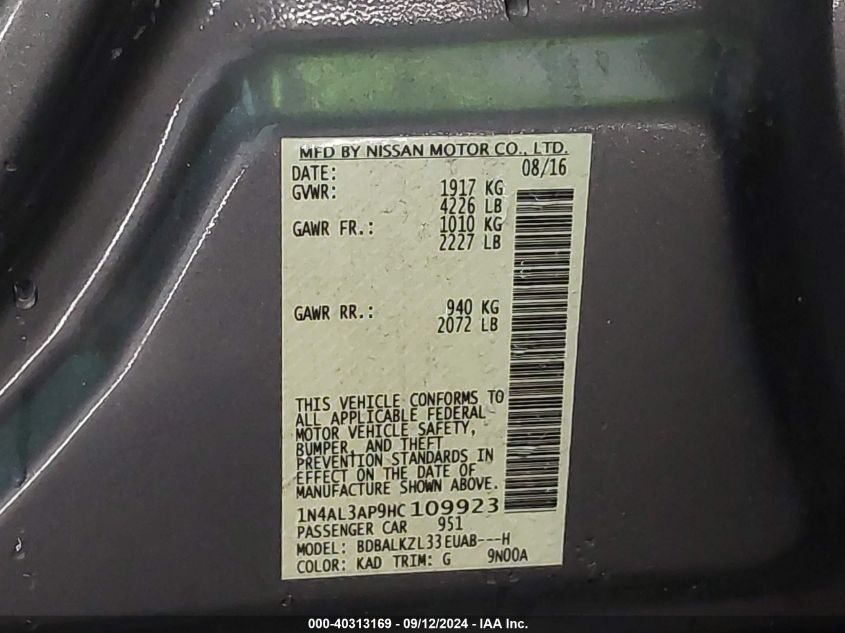 MFD BY NISSAN MOTOR CO., LTD.
DATE: 08/16
GVWR: 1917 KG
4226 LB
GAWR FR.: 1010 KG
2227 LB
GAWR RR.: 940 KG
2072 LB
THIS VEHICLE CONFORMS TO
ALL APPLICABLE FEDERAL
MOTOR VEHICLE SAFETY,
BUMPER, AND THEFT
PREVENTION STANDARDS IN
EFFECT ON THE DATE OF
MANUFACTURE SHOWN ABOVE.
1N4AL3AP9HC109923
PASSENGER CAR 951
MODEL: BDBALKZL33EUAB---H
COLOR: KAD TRIM: G 9N00A
000-40313169 - 09/12/2024 - IAA Inc.